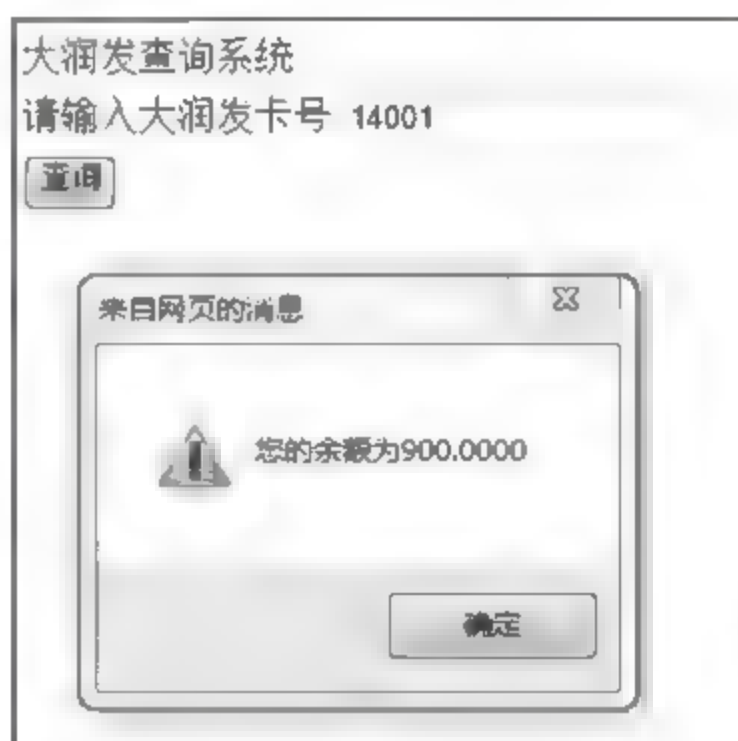 大润发查询系统
请输入大润发卡号 14001
查询
来自网页的消息
您的余额为900.0000
确定